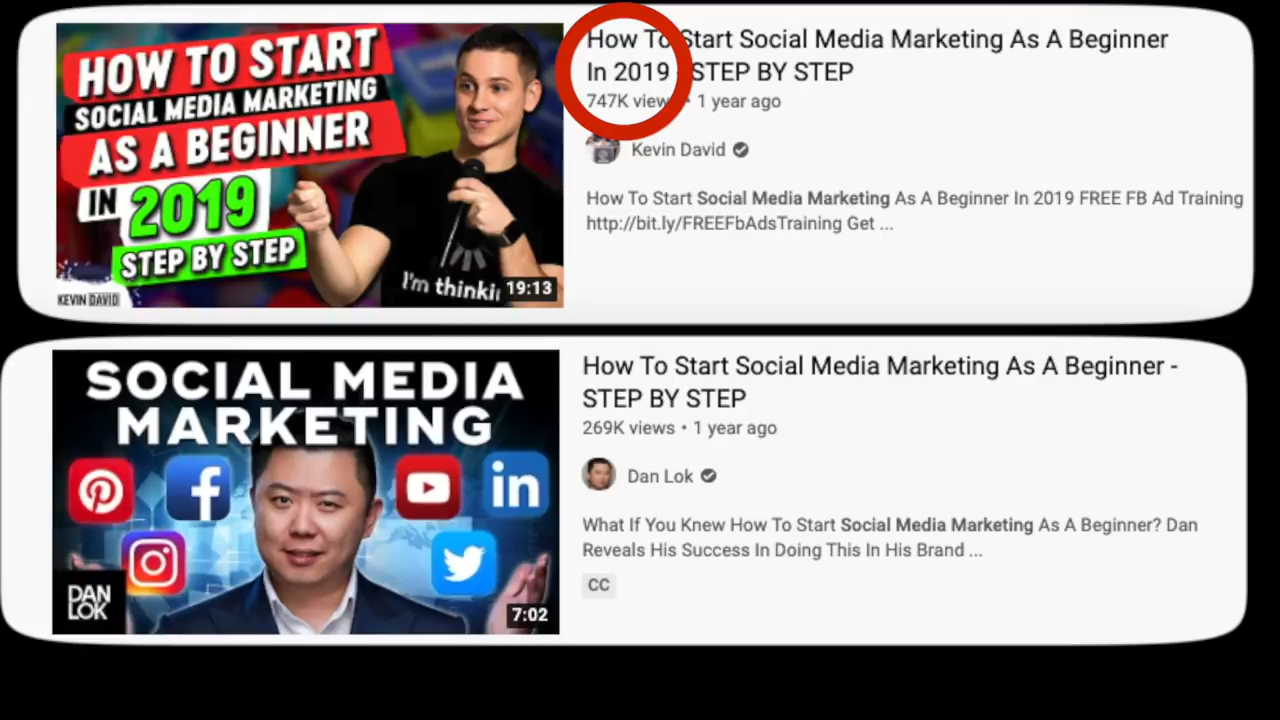 HOW TO START
SOCIAL MEDIA MARKETING
AS A BEGINNER
IN 2019
STEP BY STEP
I'm thinki
19:13
KEVIN DAVID
How To Start Social Media Marketing As A Beginner
In 2019 - STEP BY STEP
747K views • 1 year ago
Kevin David
How To Start Social Media Marketing As A Beginner In 2019 FREE FB Ad Training
http://bit.ly/FREEFbAdsTraining Get ...
SOCIAL MEDIA
MARKETING
in
DAN
LOK
7:02
How To Start Social Media Marketing As A Beginner -
STEP BY STEP
269K views • 1 year ago
Dan Lok
What If You Knew How To Start Social Media Marketing As A Beginner? Dan
Reveals His Success In Doing This In His Brand ...
CC